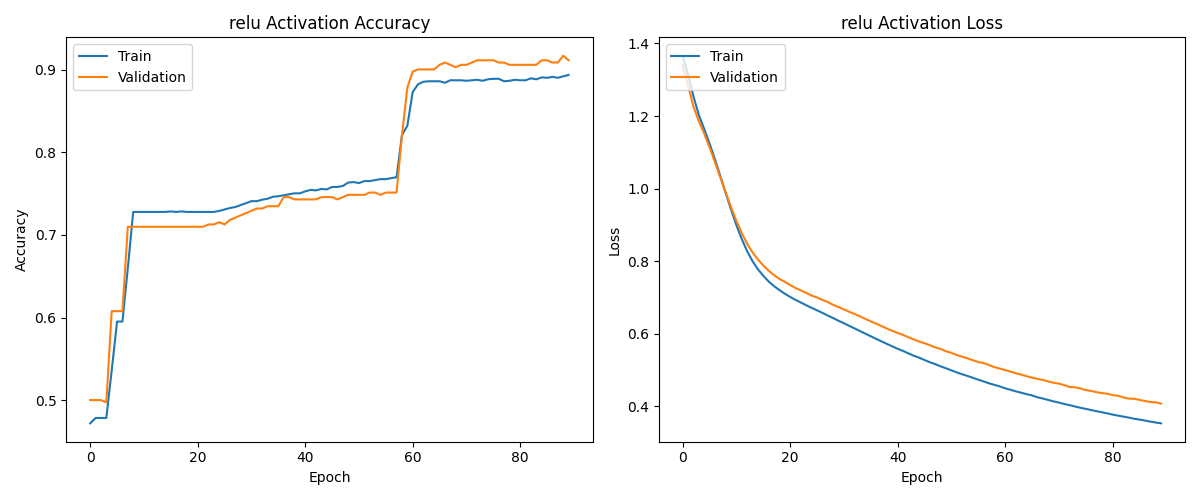 relu Activation Accuracy
Train
Validation
0.9
0.8
0.7
0.6
0.5
Accuracy
0
20
40
60
80
Epoch
relu Activation Loss
Train
Validation
1.4
1.2
1.0
0.8
0.6
0.4
Loss
0
20
40
60
80
Epoch